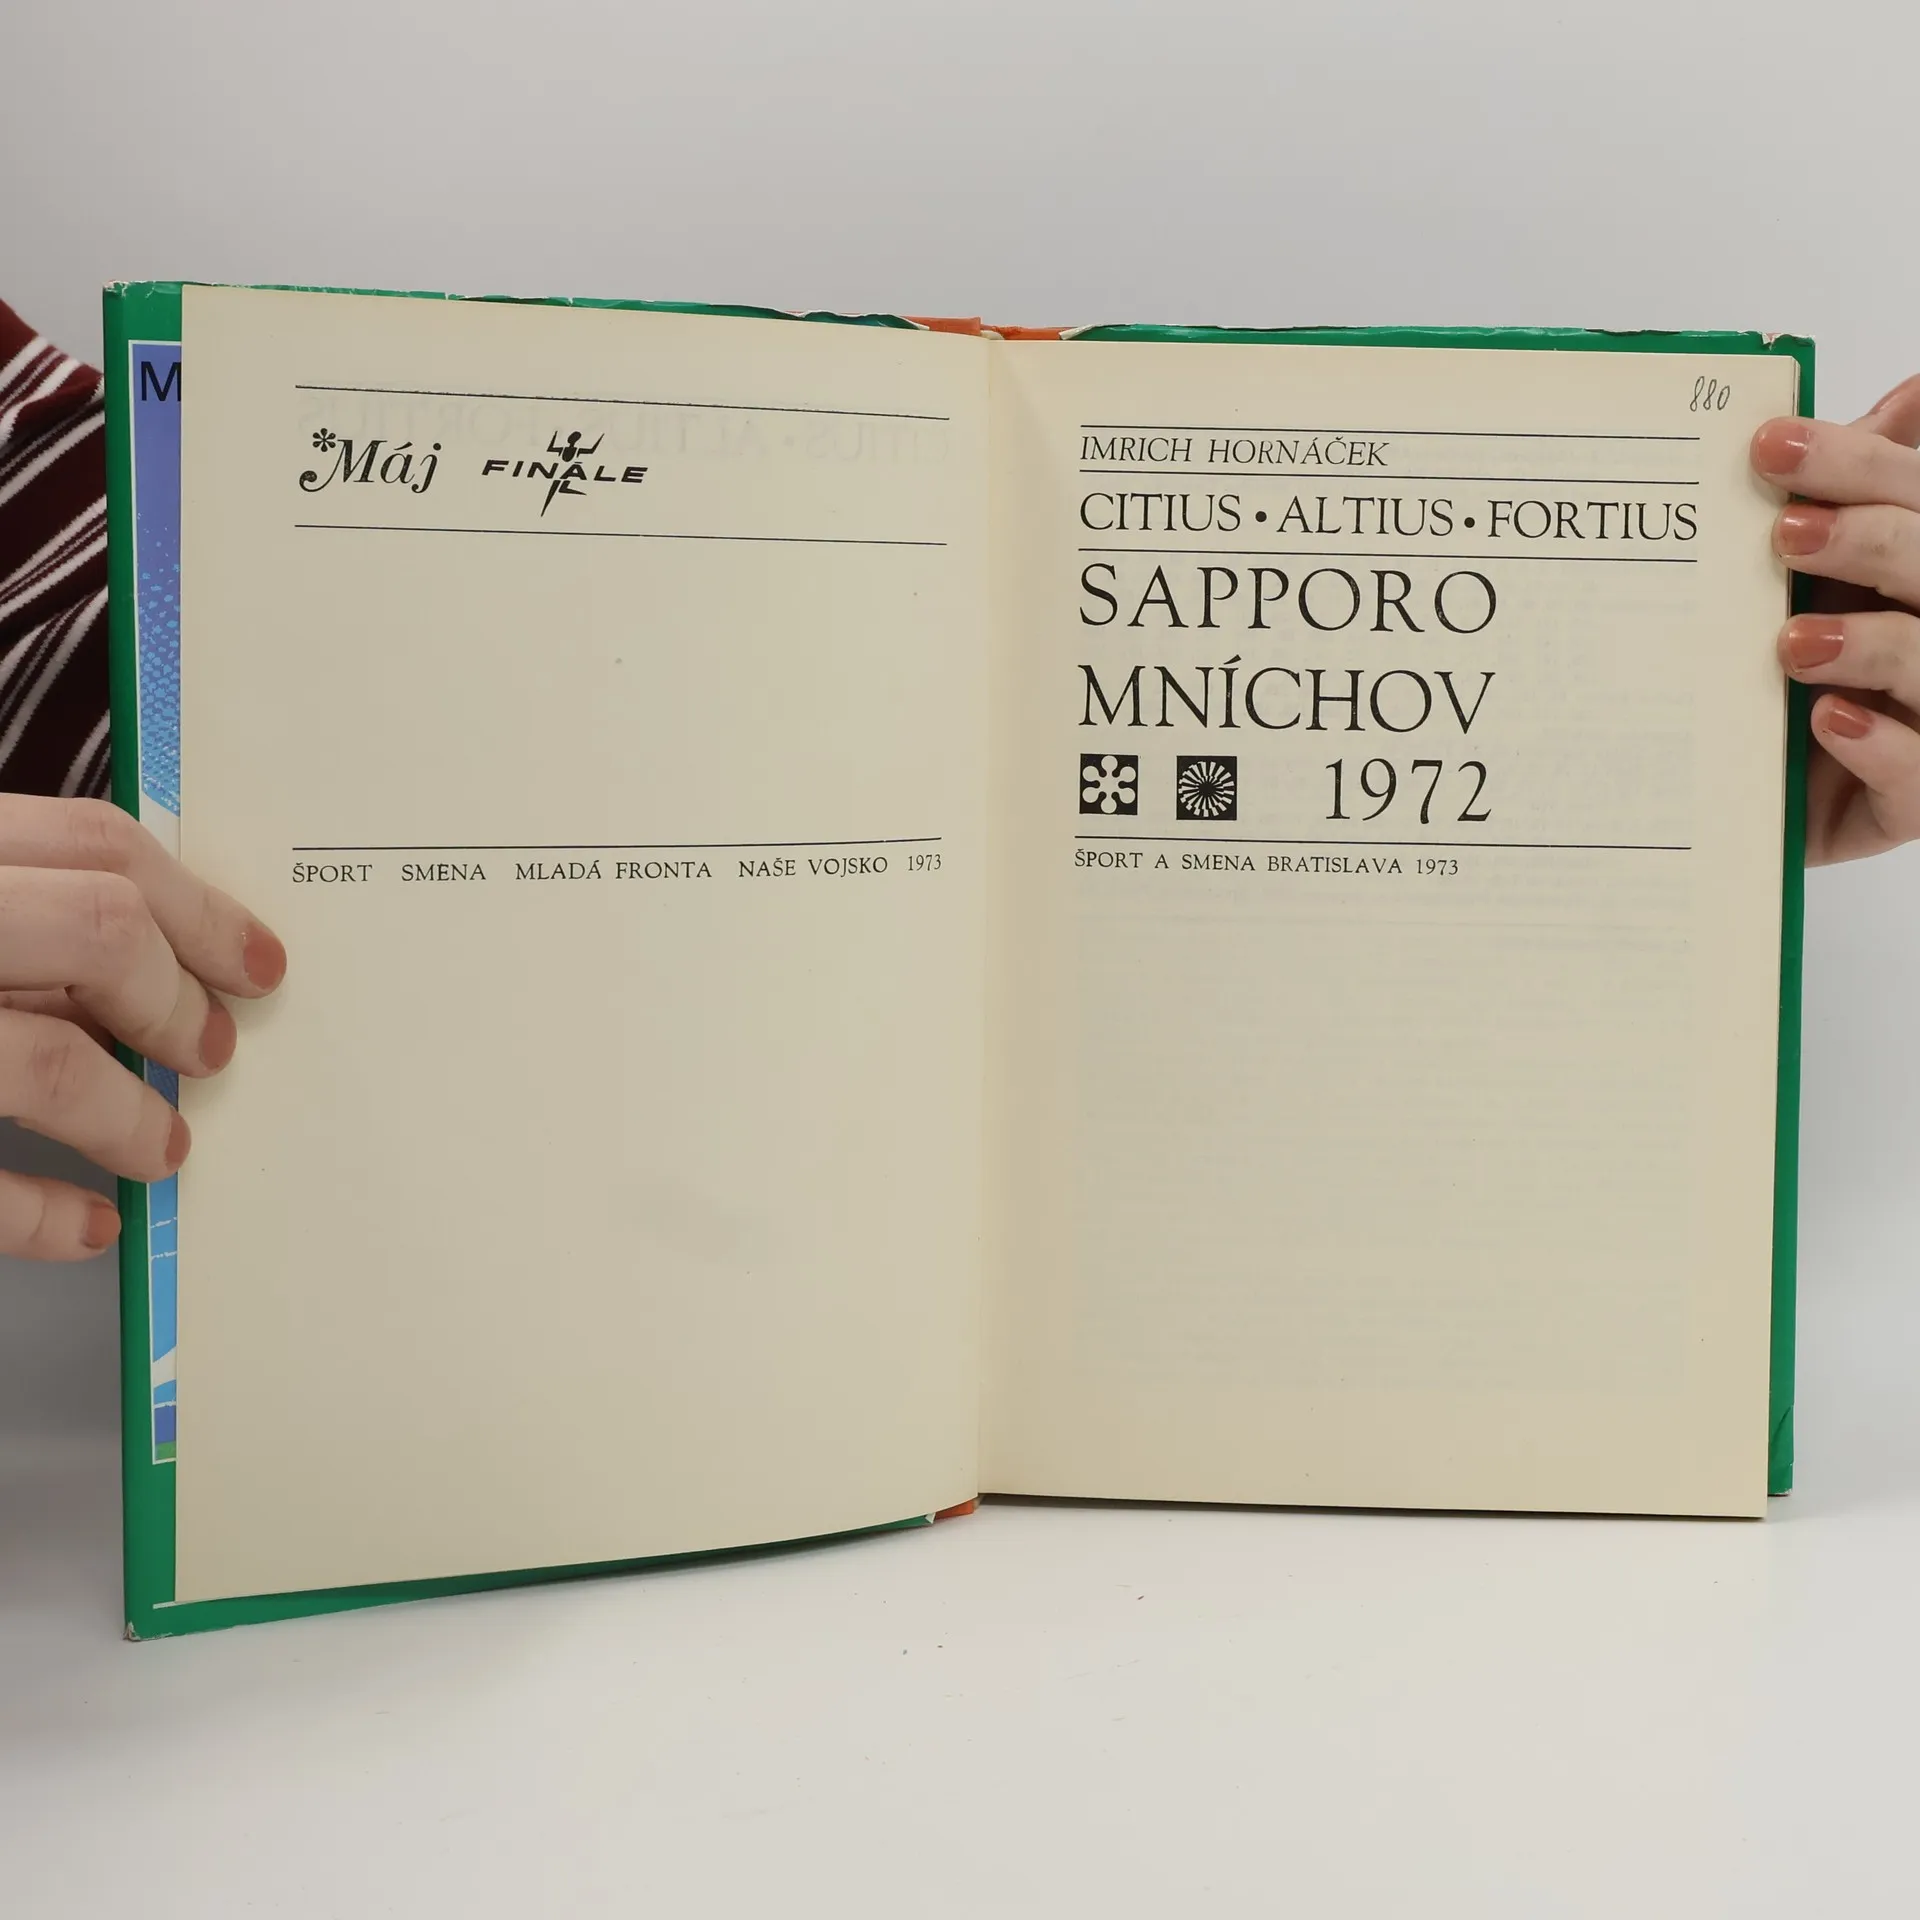 M
*Máj FINÁLE
ŠPORT SMENA MLADÁ FRONTA NAŠE VOJSKO 1973
880
IMRICH HORNÁČEK
CITIUS • ALTIUS • FORTIUS
SAPPORO
MNÍCHOV
1972
ŠPORT A SMENA BRATISLAVA 1973